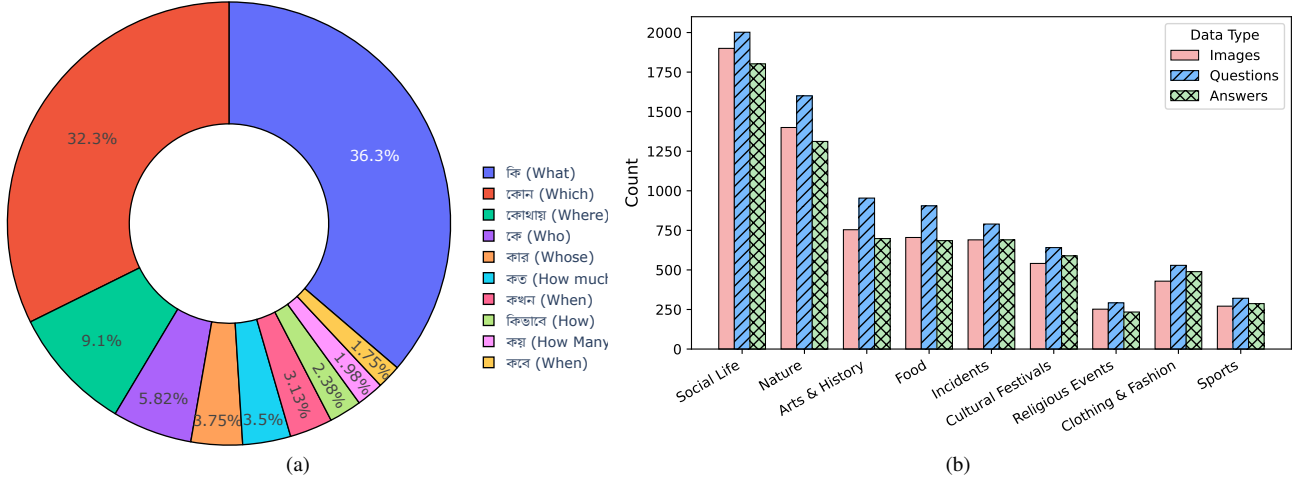 36.3%
32.3%
9.1%
5.82%
3.75%
3.5%
3.13%
2.38%
1.98%
1.75%
কি (What)
কোন (Which)
কোথায় (Where)
কে (Who)
কার (Whose)
কত (How much
কখন (When)
কিভাবে (How)
কয় (How Many
কবে (When)
(a)
Count
2000
1750
1500
1250
1000
750
500
250
0
Data Type
Images
Questions
Answers
Social Life
Nature
Arts & History
Food
Incidents
Cultural Festivals
Religious Events
Clothing & Fashion
Sports
(b)